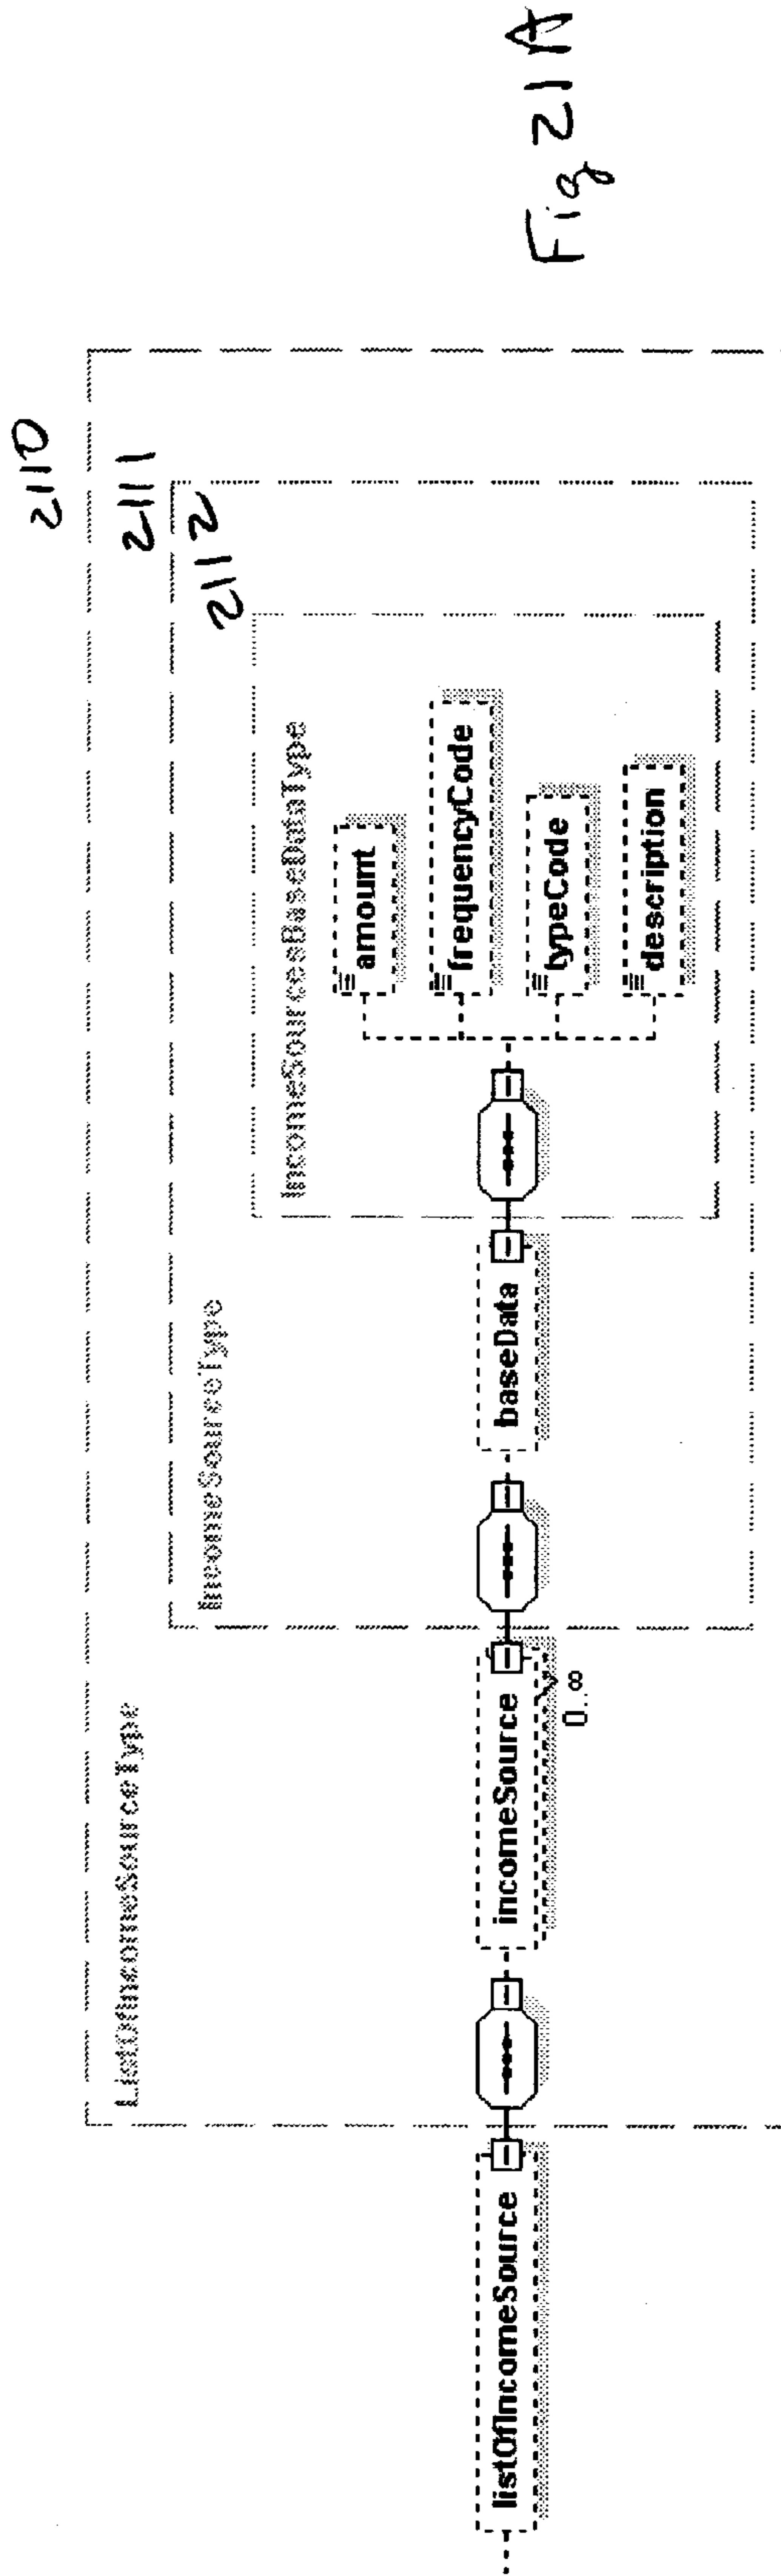 2110
2111
2112
ListOfIncomeSourceType
IncomeSourceType
IncomeSourcesBaseDataType
amount
frequencyCode
listOfIncomeSource
incomeSource
baseData
typeCode
0..∞
description
Fig 21A